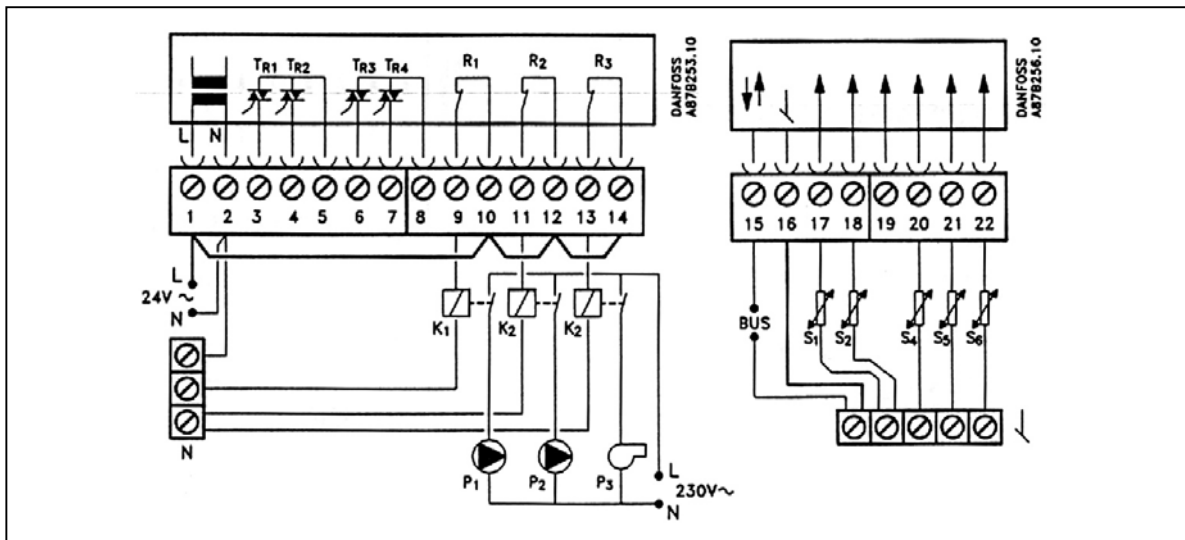 TR1 TR2 TR3 TR4 R1 R2 R3
L N
DANFOSS
A87B253.10
1 2 3 4 5 6 7 8 9 10 11 12 13 14
L
24V ~
N
K1 K2 K2
N
P1 P2 P3
L
230V~
N
DANFOSS
A87B256.10
15 16 17 18 19 20 21 22
BUS
S1 S2 S4 S5 S6